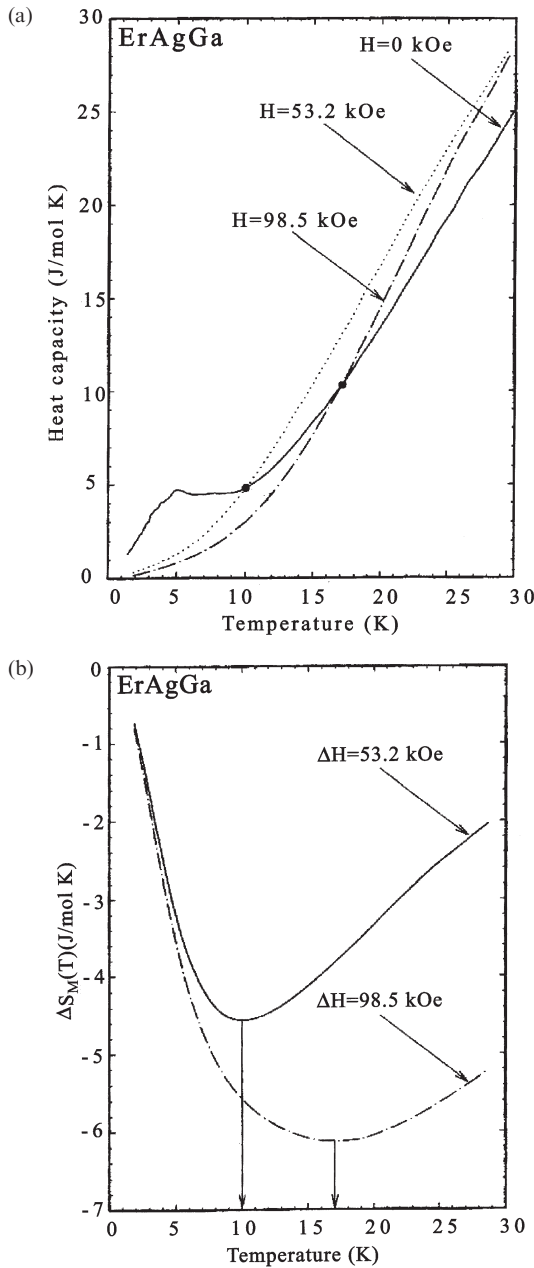 (a)
ErAgGa
H=0 kOe
H=53.2 kOe
H=98.5 kOe
Heat capacity (J/mol K)
30
25
20
15
10
5
0
0 5 10 15 20 25 30
Temperature (K)
(b)
ErAgGa
ΔH=53.2 kOe
ΔH=98.5 kOe
ΔS_M(T)(J/mol K)
0
-1
-2
-3
-4
-5
-6
-7
0 5 10 15 20 25 30
Temperature (K)